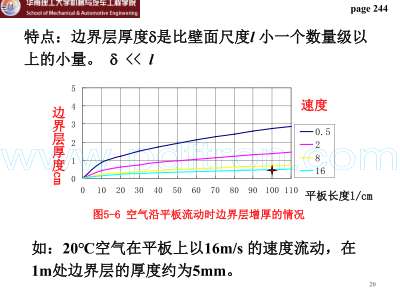 华南理工大学机械与汽车工程学院
School of Mechanical & Automotive Engineering
page 244
特点：边界层厚度δ是比壁面尺度l 小一个数量级以
上的小量。 δ << l
边界层厚度cm
5
4
3
2
1
0
0 10 20 30 40 50 60 70 80 90 100 110
平板长度l/cm
速度
0.5
2
8
16
图5-6 空气沿平板流动时边界层增厚的情况
如：20℃空气在平板上以16m/s 的速度流动，在
1m处边界层的厚度约为5mm。
20